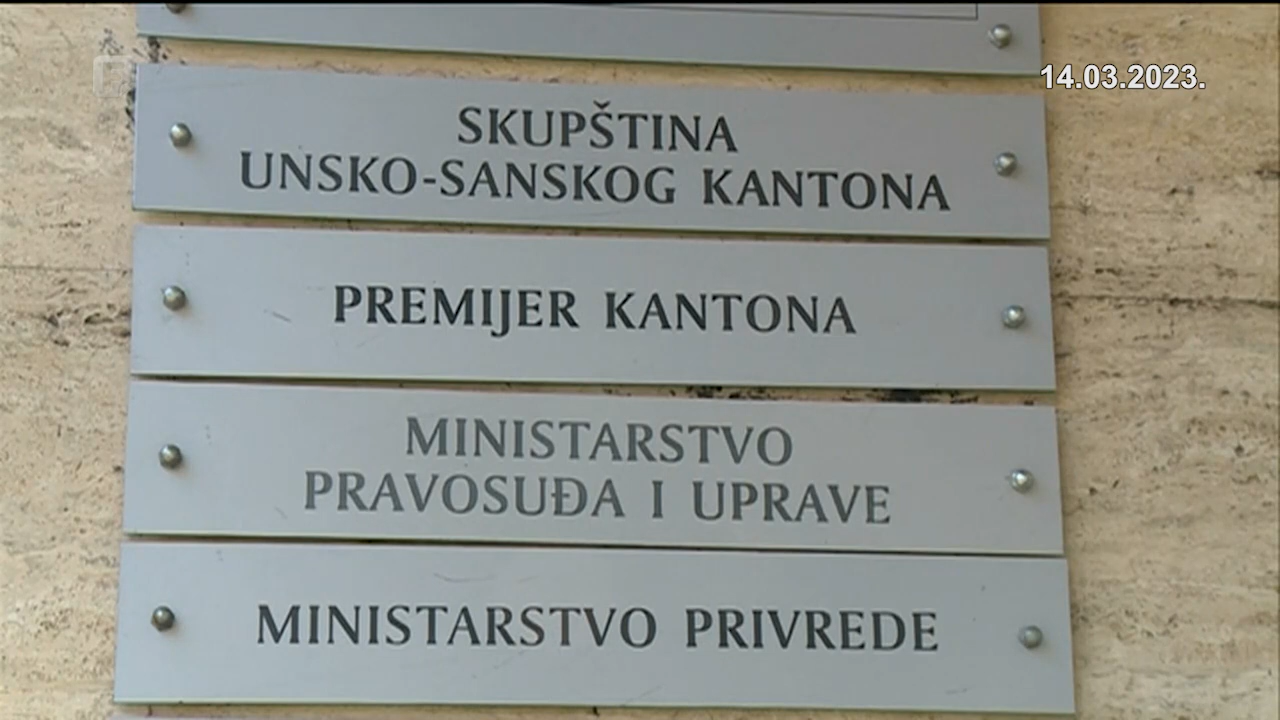 14.03.2023.
SKUPŠTINA
UNSKO-SANSKOG KANTONA
PREMIJER KANTONA
MINISTARSTVO
PRAVOSUĐA I UPRAVE
MINISTARSTVO PRIVREDE